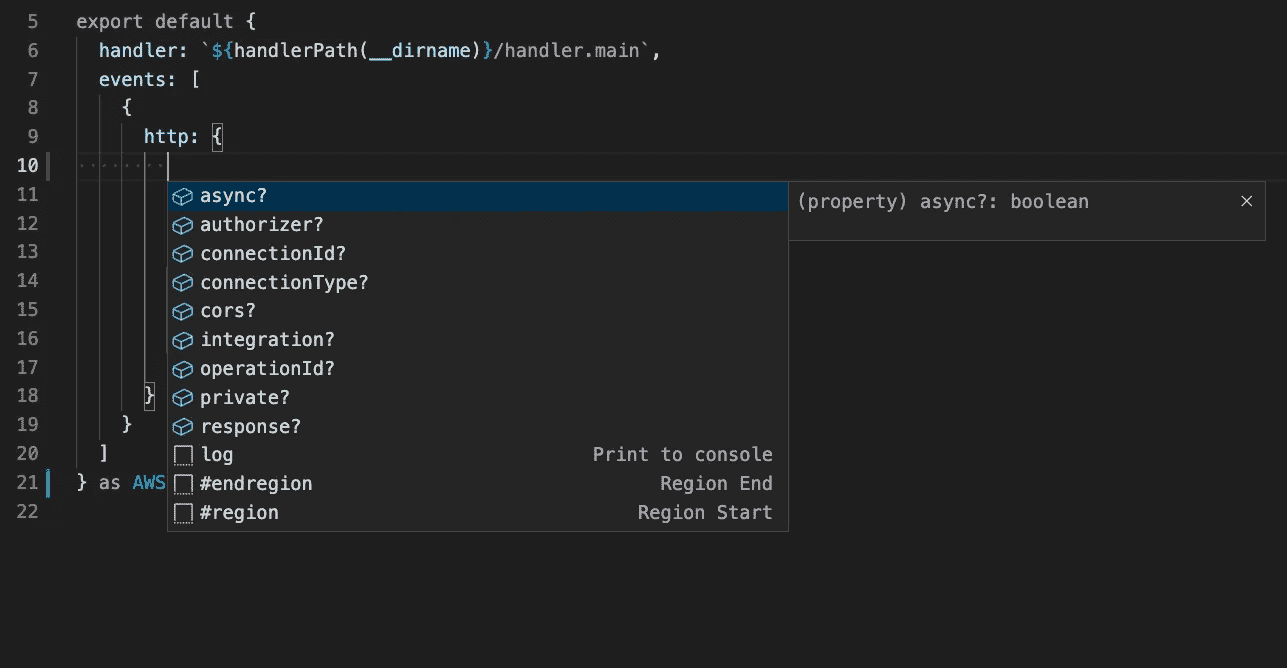 5 export default {
6 handler: `${handlerPath(__dirname)}/handler.main`,
7 events: [
8 {
9 http: {
10
11 async? (property) async?: boolean ×
12 authorizer?
13 connectionId?
14 connectionType?
15 cors?
16 integration?
17 operationId?
18 } private?
19 } response?
20 ] log Print to console
21 } as AWS #endregion Region End
22 #region Region Start